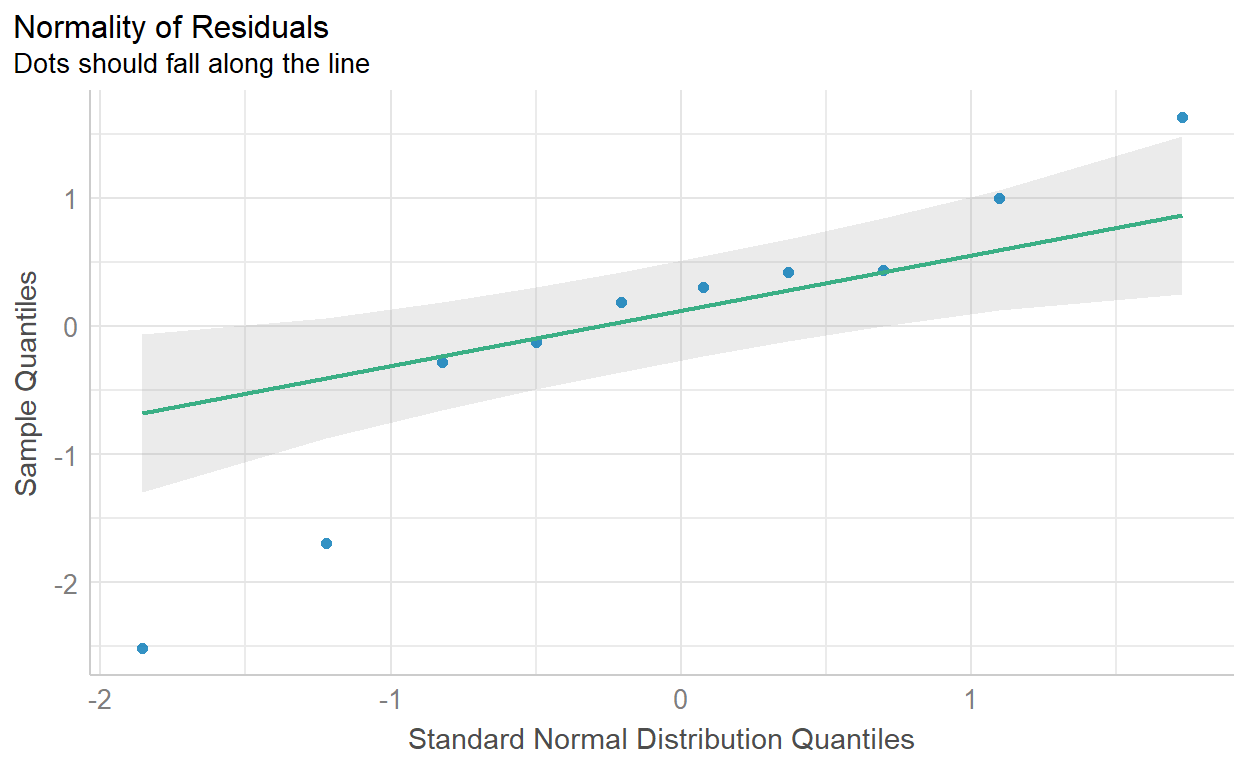 Normality of Residuals
Dots should fall along the line
1
0
-1
-2
Sample Quantiles
-2
-1
0
1
Standard Normal Distribution Quantiles